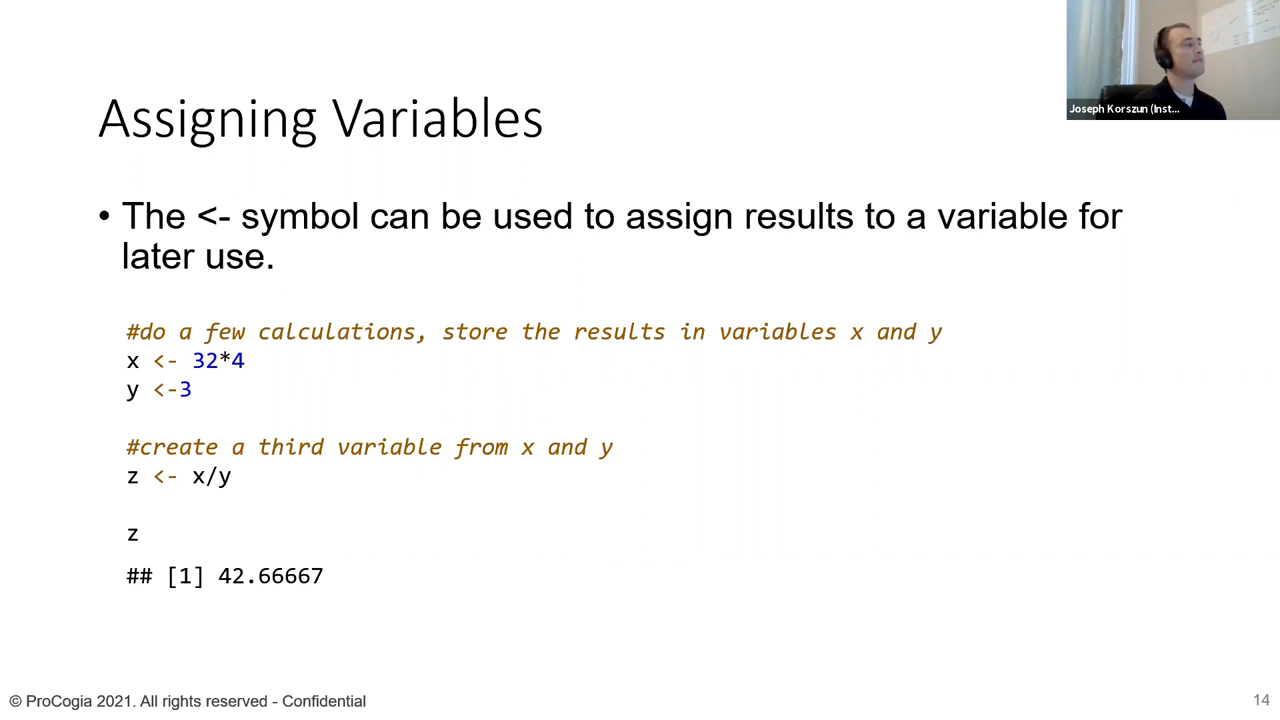 Joseph Korszun (Inst...
Assigning Variables
• The <- symbol can be used to assign results to a variable for
later use.
#do a few calculations, store the results in variables x and y
x <- 32*4
y <-3
#create a third variable from x and y
z <- x/y
z
## [1] 42.66667
© ProCogia 2021. All rights reserved - Confidential
14